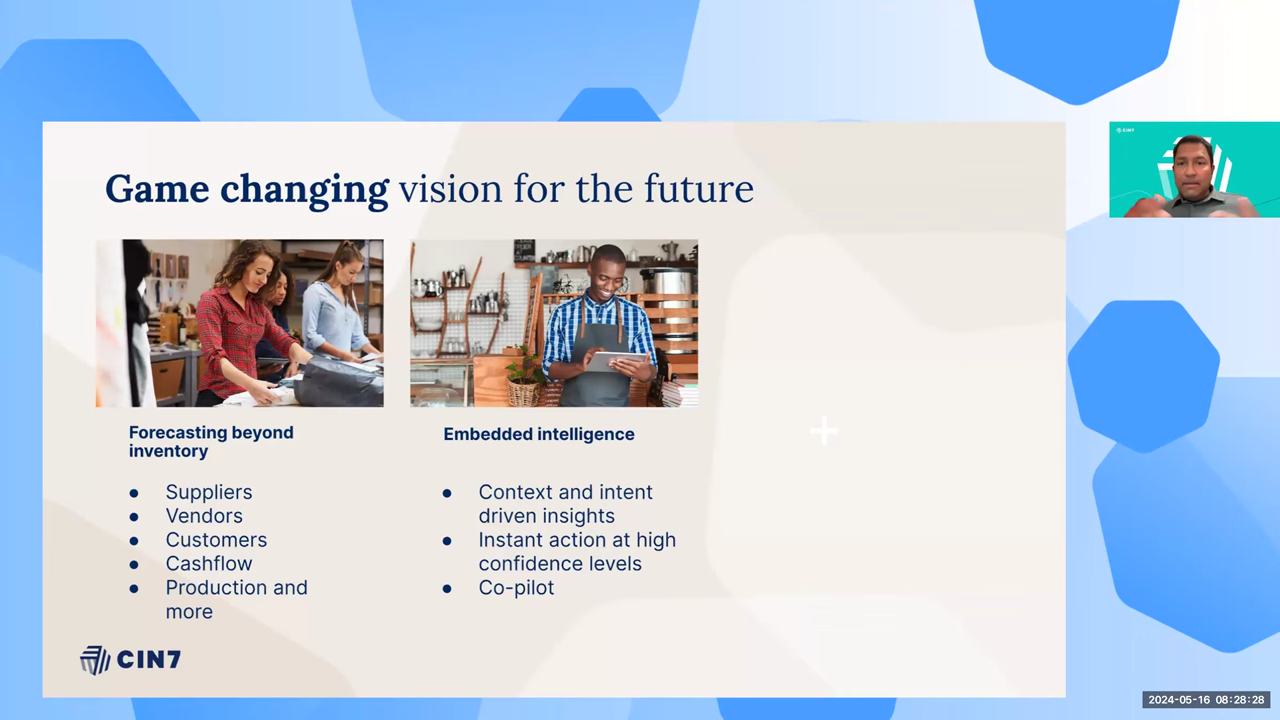 Game changing vision for the future
Forecasting beyond
inventory
● Suppliers
● Vendors
● Customers
● Cashflow
● Production and
more
Embedded intelligence
● Context and intent
driven insights
● Instant action at high
confidence levels
● Co-pilot
+
CIN7
CIN7
2024-05-16 08:28:28